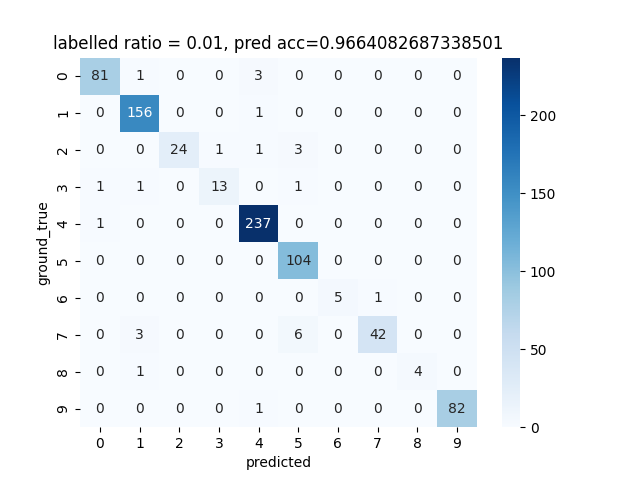 labelled ratio = 0.01, pred acc=0.9664082687338501
0 81 1 0 0 3 0 0 0 0 0
1 0 156 0 0 1 0 0 0 0 0
2 0 0 24 1 1 3 0 0 0 0
3 1 1 0 13 0 1 0 0 0 0
4 1 0 0 0 237 0 0 0 0 0
5 0 0 0 0 0 104 0 0 0 0
6 0 0 0 0 0 0 5 1 0 0
7 0 3 0 0 0 6 0 42 0 0
8 0 1 0 0 0 0 0 0 4 0
9 0 0 0 0 1 0 0 0 0 82
0 1 2 3 4 5 6 7 8 9
predicted
ground_true
200
150
100
50
0